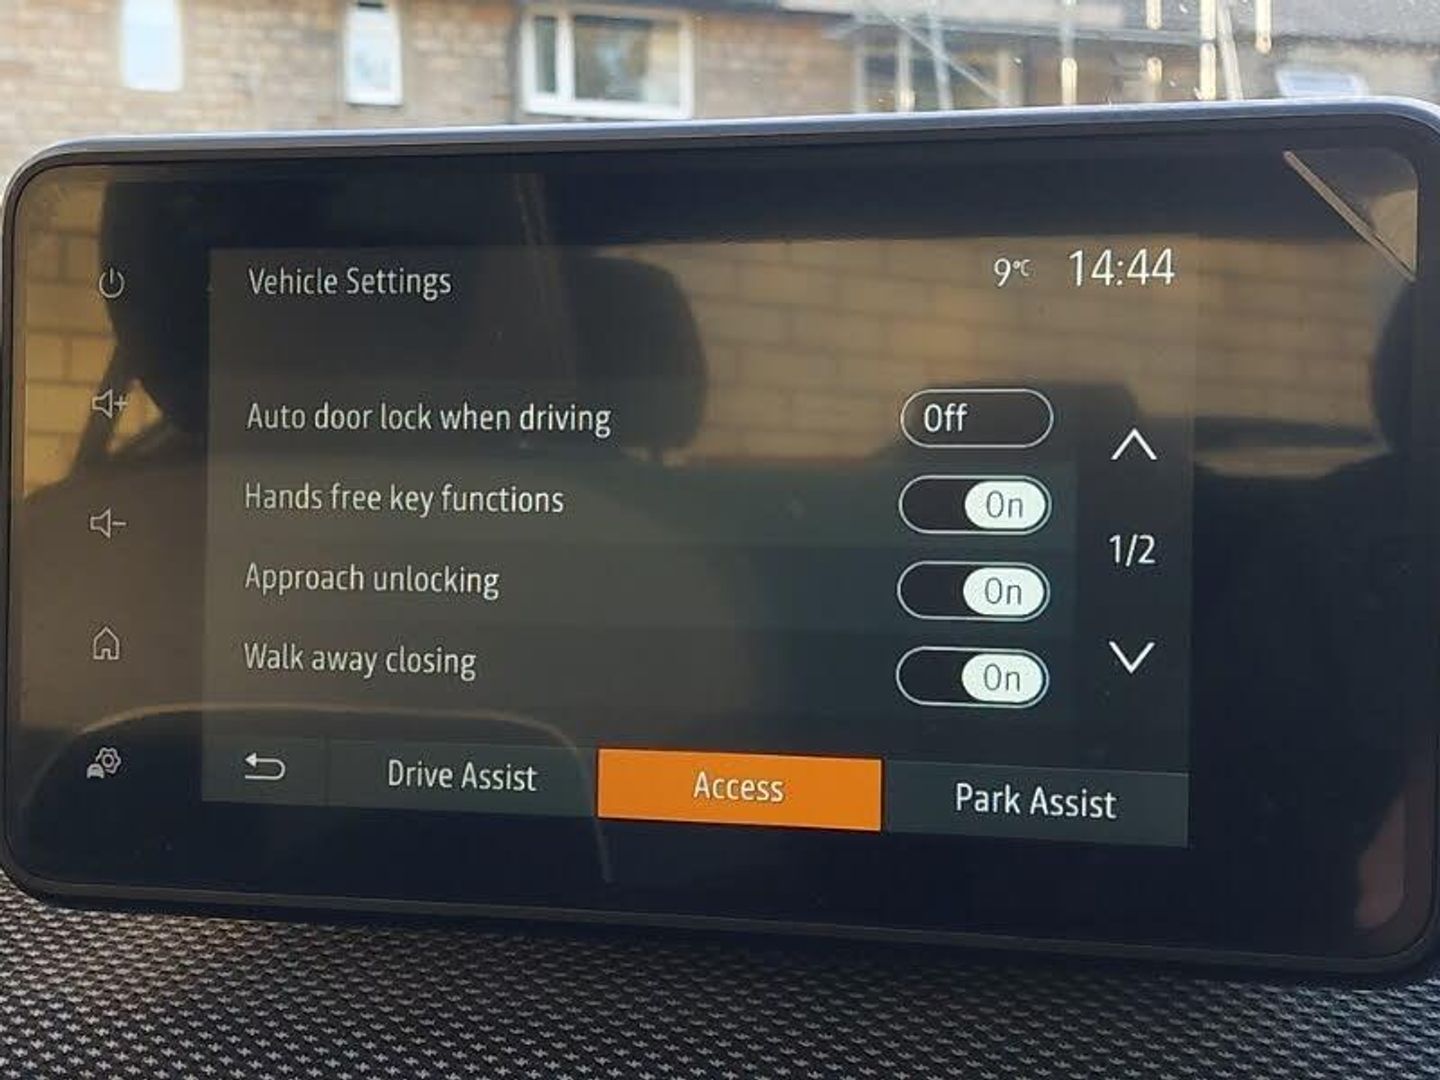 Vehicle Settings
9°C 14:44
Auto door lock when driving Off
Hands free key functions On
Approach unlocking On
1/2
Walk away closing On
Drive Assist Access Park Assist